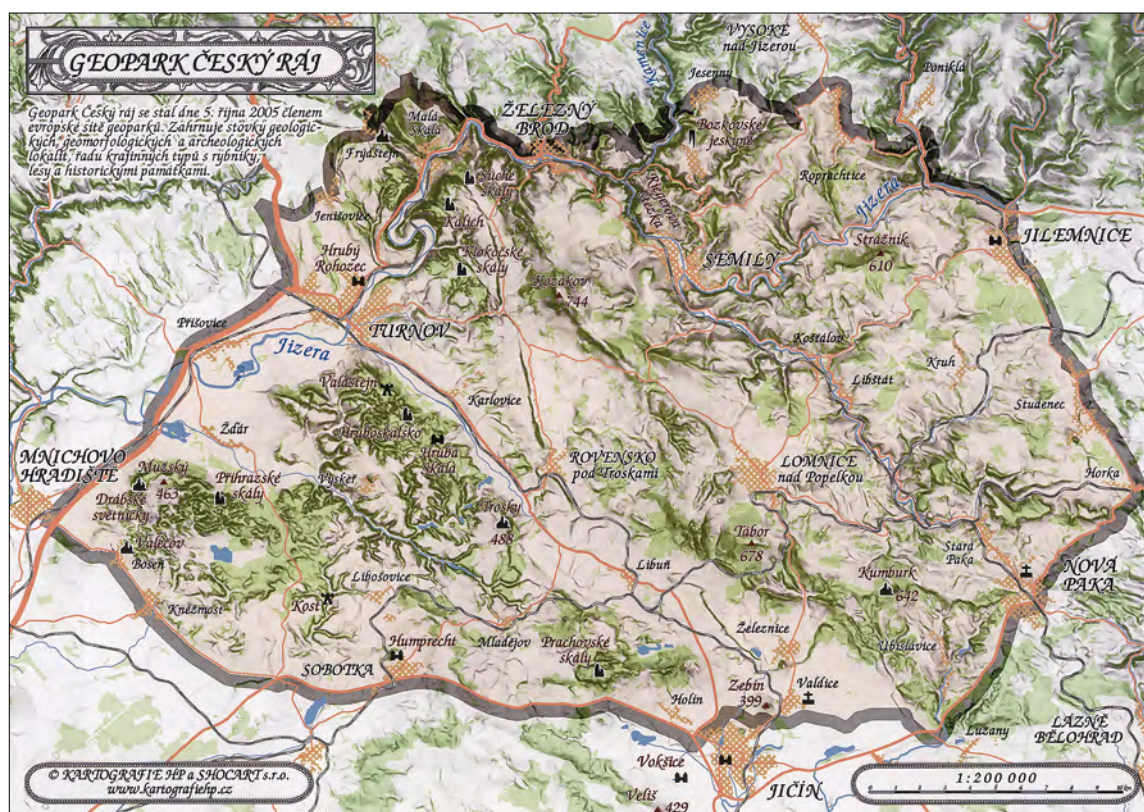 GEOPARK ČESKÝ RÁJ
Geopark Český ráj se stal dne 5. října 2005 členem
evropské sítě geoparků. Zahrnuje stovky geologic-
kých, geomorfologických a archeologických
lokalit, řadu krajinných typů s rybníky,
lesy a historickými památkami.
VYSOKÉ
nad Jizerou
Kamenice
Jesenný
Poniklá
Malá
Skála
ŽELEZNÝ
BROD
Bozkovské
jeskyně
Frýdštejn
Suché
skály
Riegrova
stezka
Roprachtice
Jizera
Jenišovice
Kalich
Hrubý
Rohozec
Klokočské
skály
SEMILY
Strážník
610
JILEMNICE
Kozákov
744
Příšovice
TURNOV
Jizera
Košťálov
Kruh
Libštát
Valdštejn
Karlovice
Studenec
Hruboskalsko
Žďár
Hrubá
Skála
MNICHOVO
HRADIŠTĚ
Mužský
463
Příhrazské
skály
Vyskeř
ROVENSKO
pod Troskami
LOMNICE
nad Popelkou
Horka
Drábské
světničky
Trosky
488
Tábor
678
Valečov
Boseň
Stará
Paka
NOVÁ
PAKA
Libuň
Kumburk
642
Libošovice
Kněžmost
Kost
Mladějov
Železnice
Úbislavice
Humprecht
SOBOTKA
Prachovské
skály
Holín
Zebín
399
Valdice
LÁZNĚ
BĚLOHRAD
Lužany
Vokšice
JIČÍN
Veliš
429
© KARTOGRAFIE HP a SHOCART s.r.o.
www.kartografiehp.cz
1:200 000